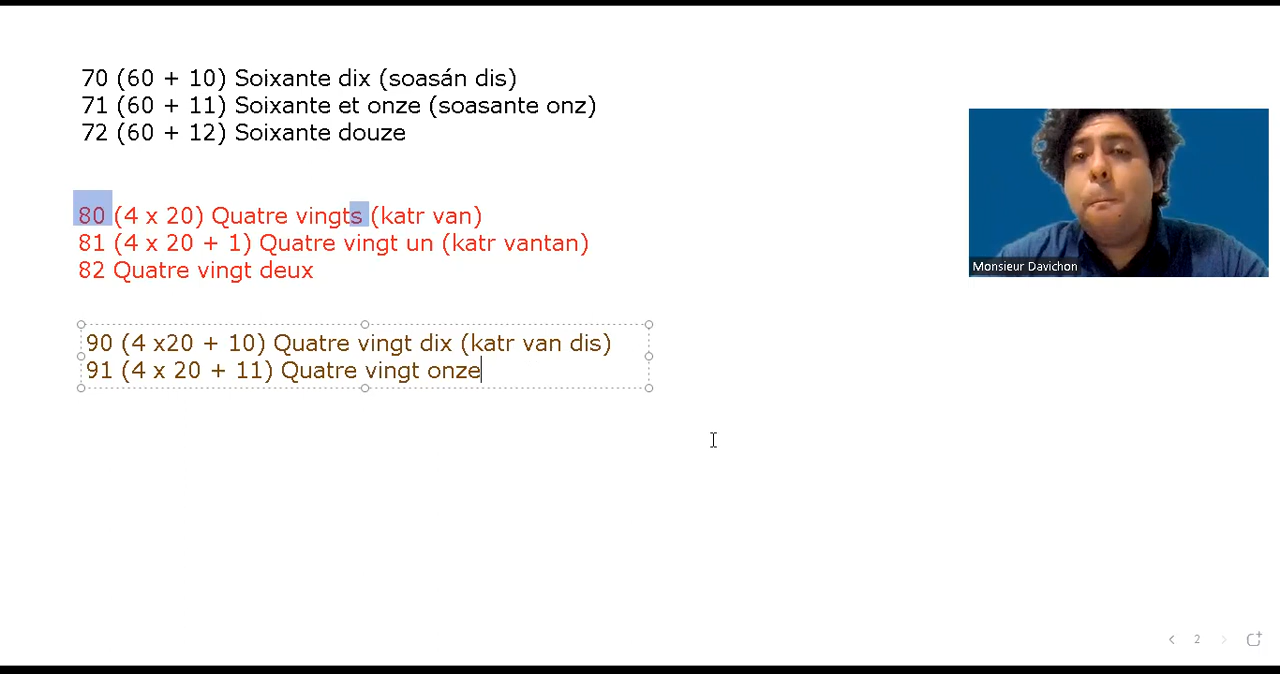 70 (60 + 10) Soixante dix (soasán dis)
71 (60 + 11) Soixante et onze (soasante onz)
72 (60 + 12) Soixante douze
80 (4 x 20) Quatre vingts (katr van)
81 (4 x 20 + 1) Quatre vingt un (katr vantan)
82 Quatre vingt deux
90 (4 x20 + 10) Quatre vingt dix (katr van dis)
91 (4 x 20 + 11) Quatre vingt onze
Monsieur Davichon
2